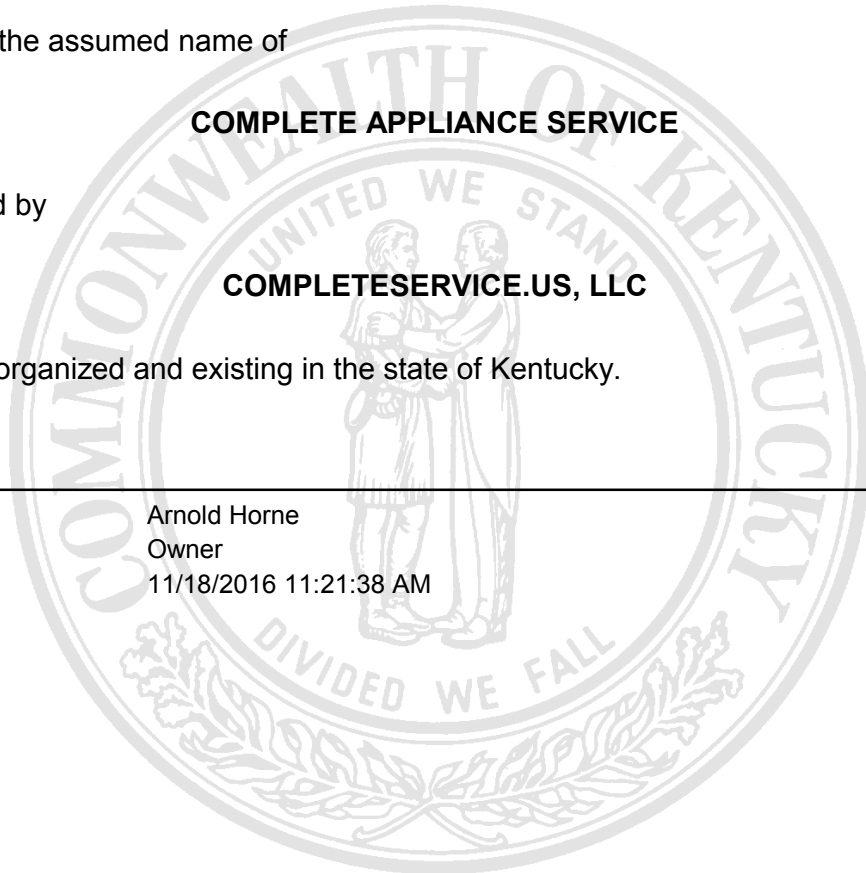 the assumed name of
COMPLETE APPLIANCE SERVICE
d by
COMPLETESERVICE.US, LLC
organized and existing in the state of Kentucky.
Arnold Horne
Owner
11/18/2016 11:21:38 AM
COMMONWEALTH OF KENTUCKY
UNITED WE STAND
DIVIDED WE FALL